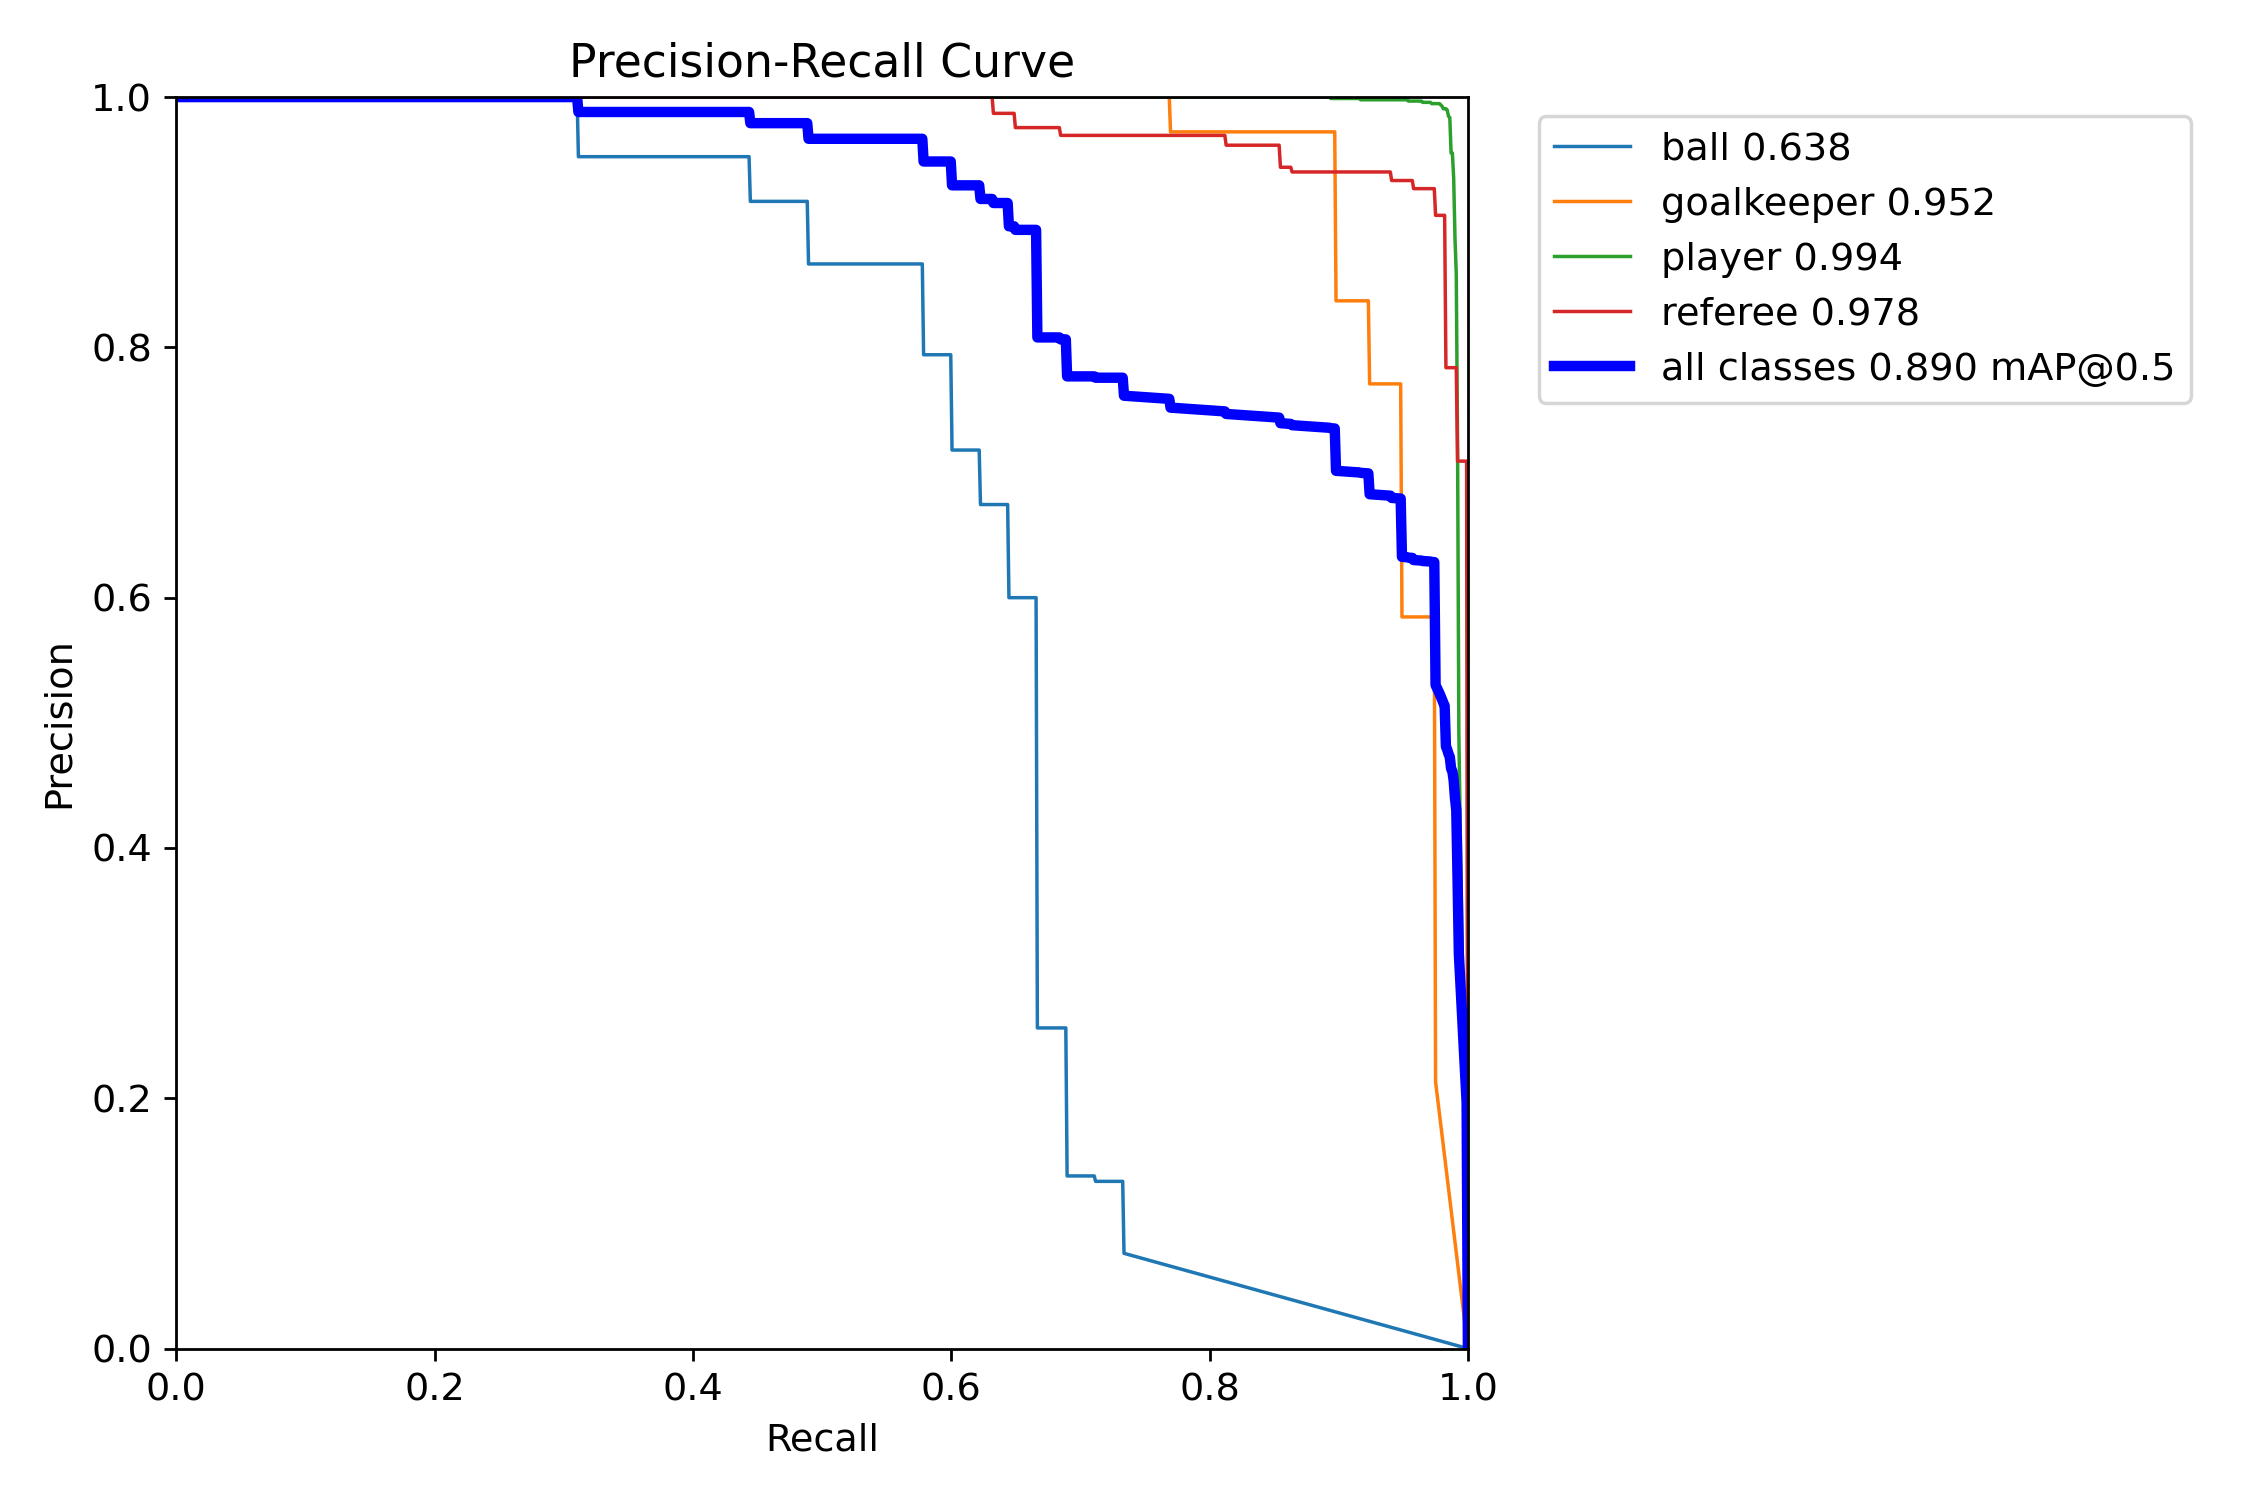 Precision-Recall Curve
1.0
0.8
0.6
0.4
0.2
0.0
Precision
0.0 0.2 0.4 0.6 0.8 1.0
Recall
ball 0.638
goalkeeper 0.952
player 0.994
referee 0.978
all classes 0.890 mAP@0.5